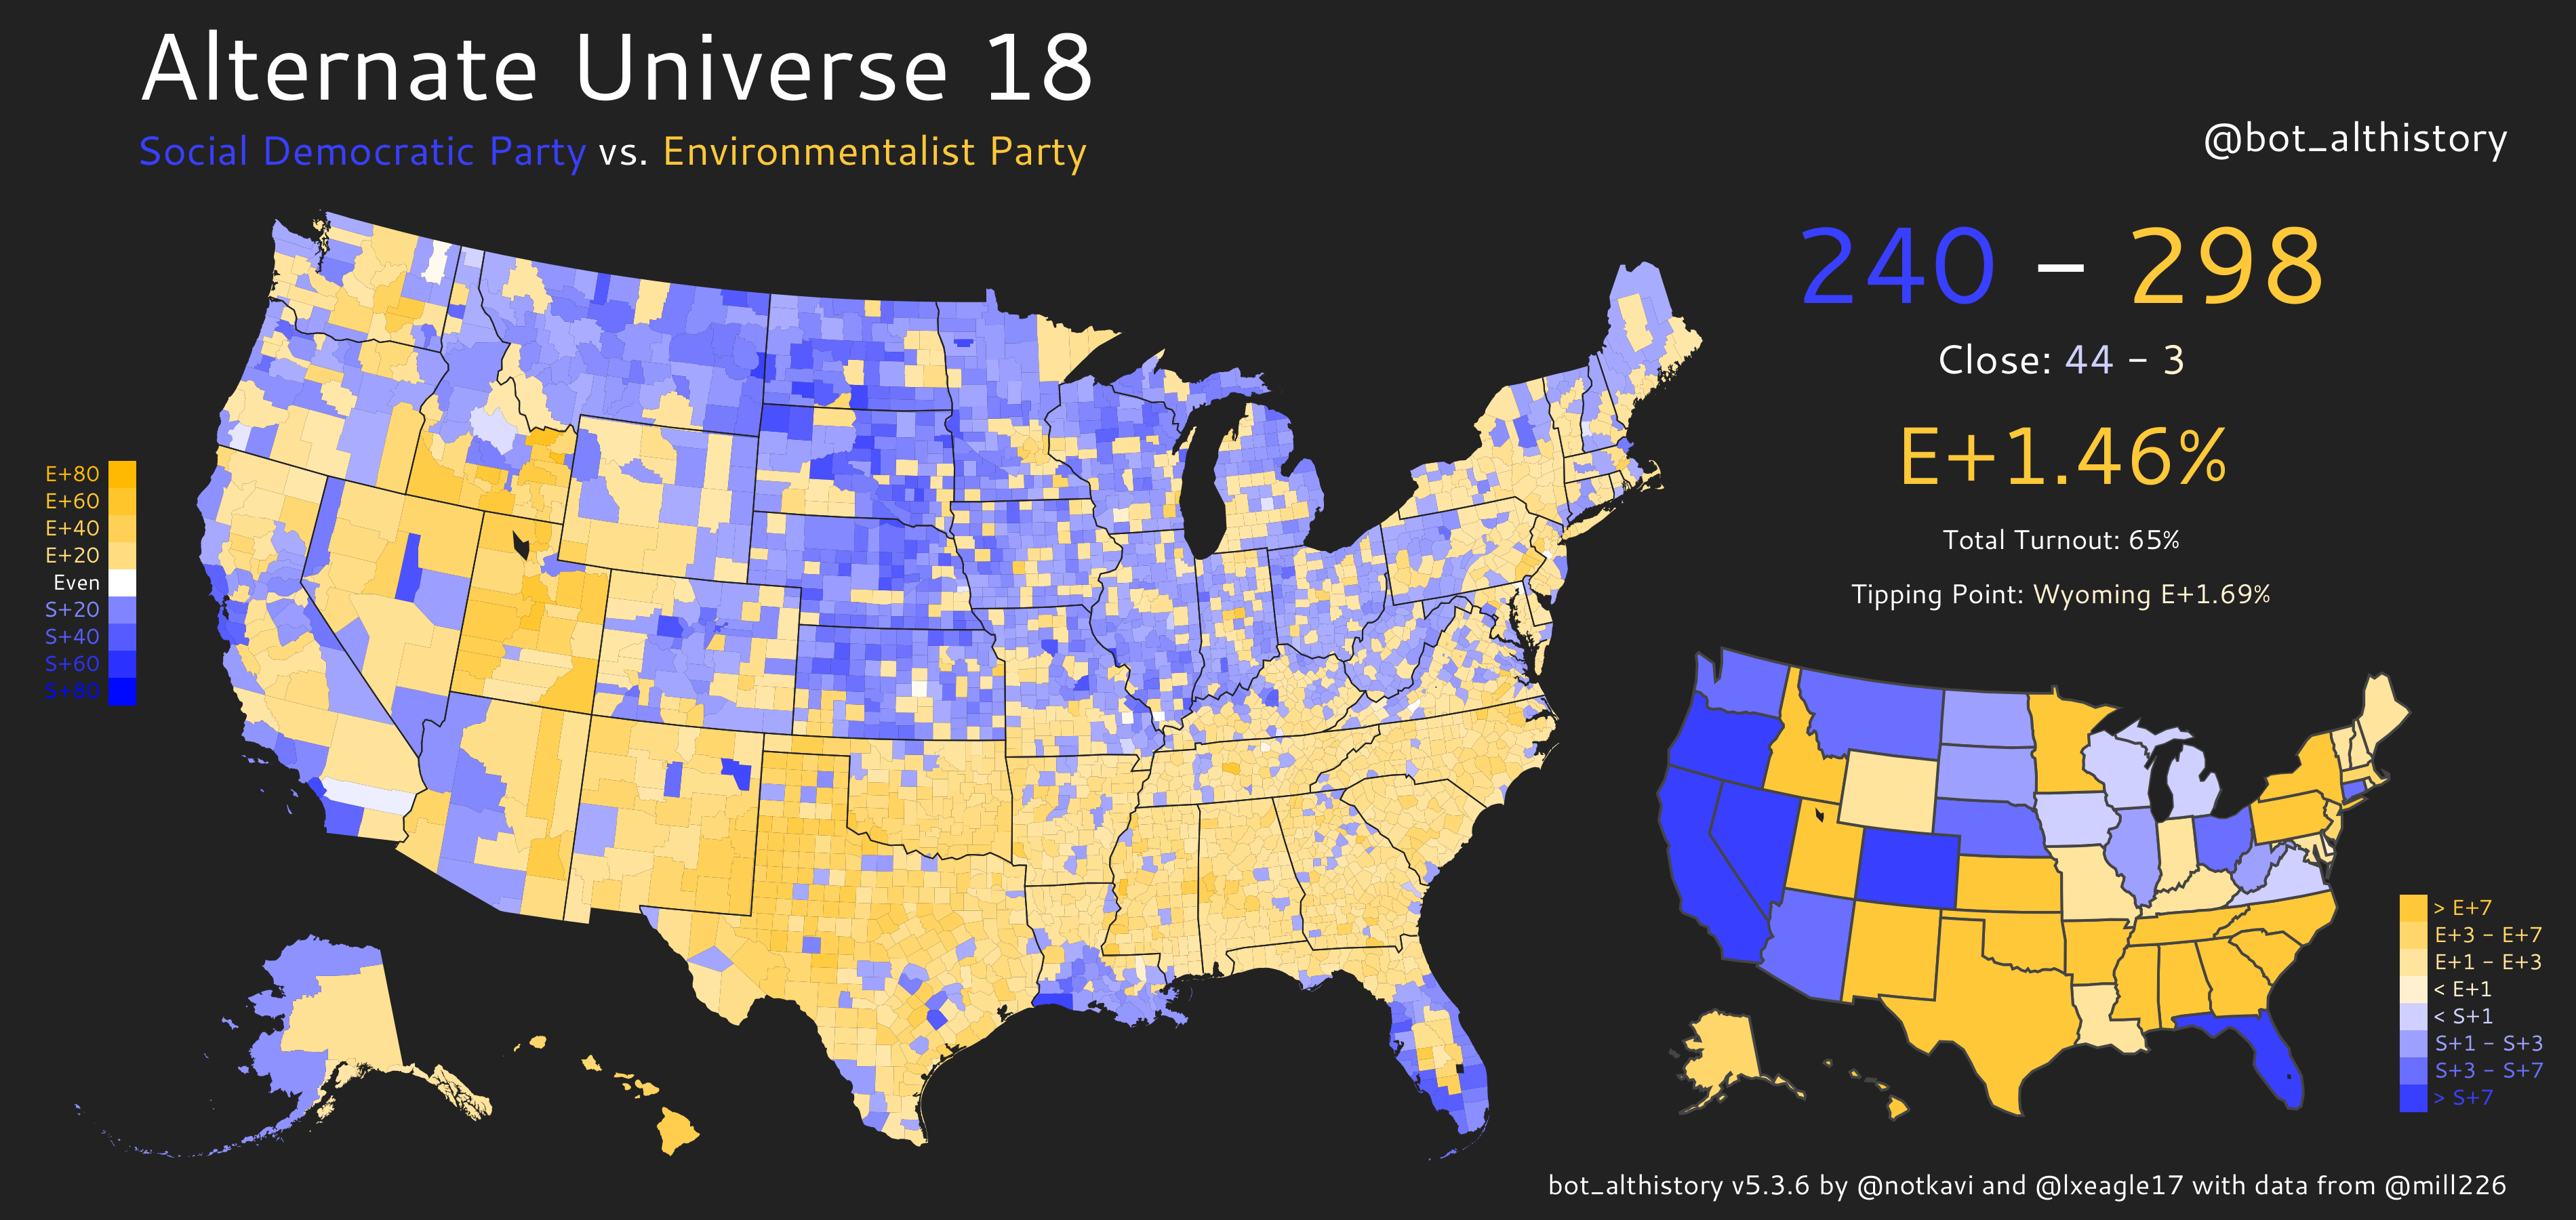 Alternate Universe 18
Social Democratic Party vs. Environmentalist Party
@bot_althistory
240 – 298
Close: 44 – 3
E+1.46%
Total Turnout: 65%
Tipping Point: Wyoming E+1.69%
E+80
E+60
E+40
E+20
Even
S+20
S+40
S+60
S+80
> E+7
E+3 – E+7
E+1 – E+3
< E+1
< S+1
S+1 – S+3
S+3 – S+7
> S+7
bot_althistory v5.3.6 by @notkavi and @lxeagle17 with data from @mill226